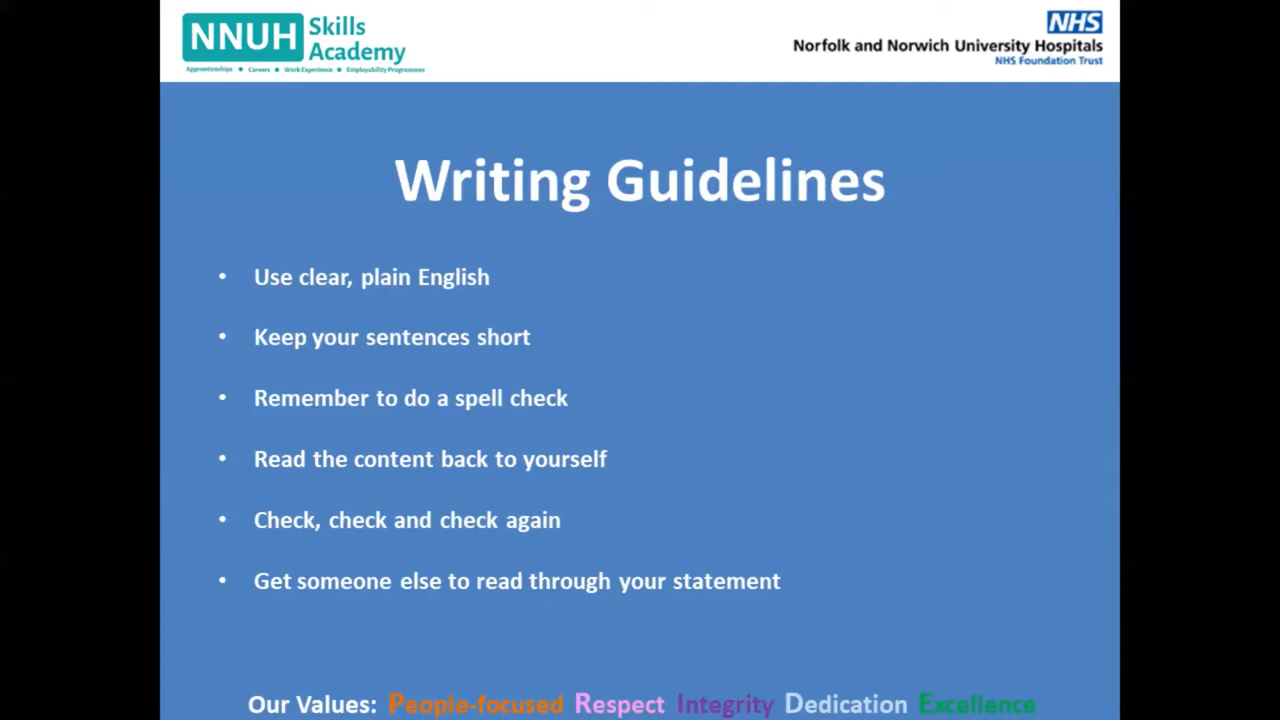 NNUH Skills Academy
Apprenticeships • Careers • Work Experience • Employability Programmes
NHS
Norfolk and Norwich University Hospitals
NHS Foundation Trust
Writing Guidelines
• Use clear, plain English
• Keep your sentences short
• Remember to do a spell check
• Read the content back to yourself
• Check, check and check again
• Get someone else to read through your statement
Our Values: People-focused Respect Integrity Dedication Excellence